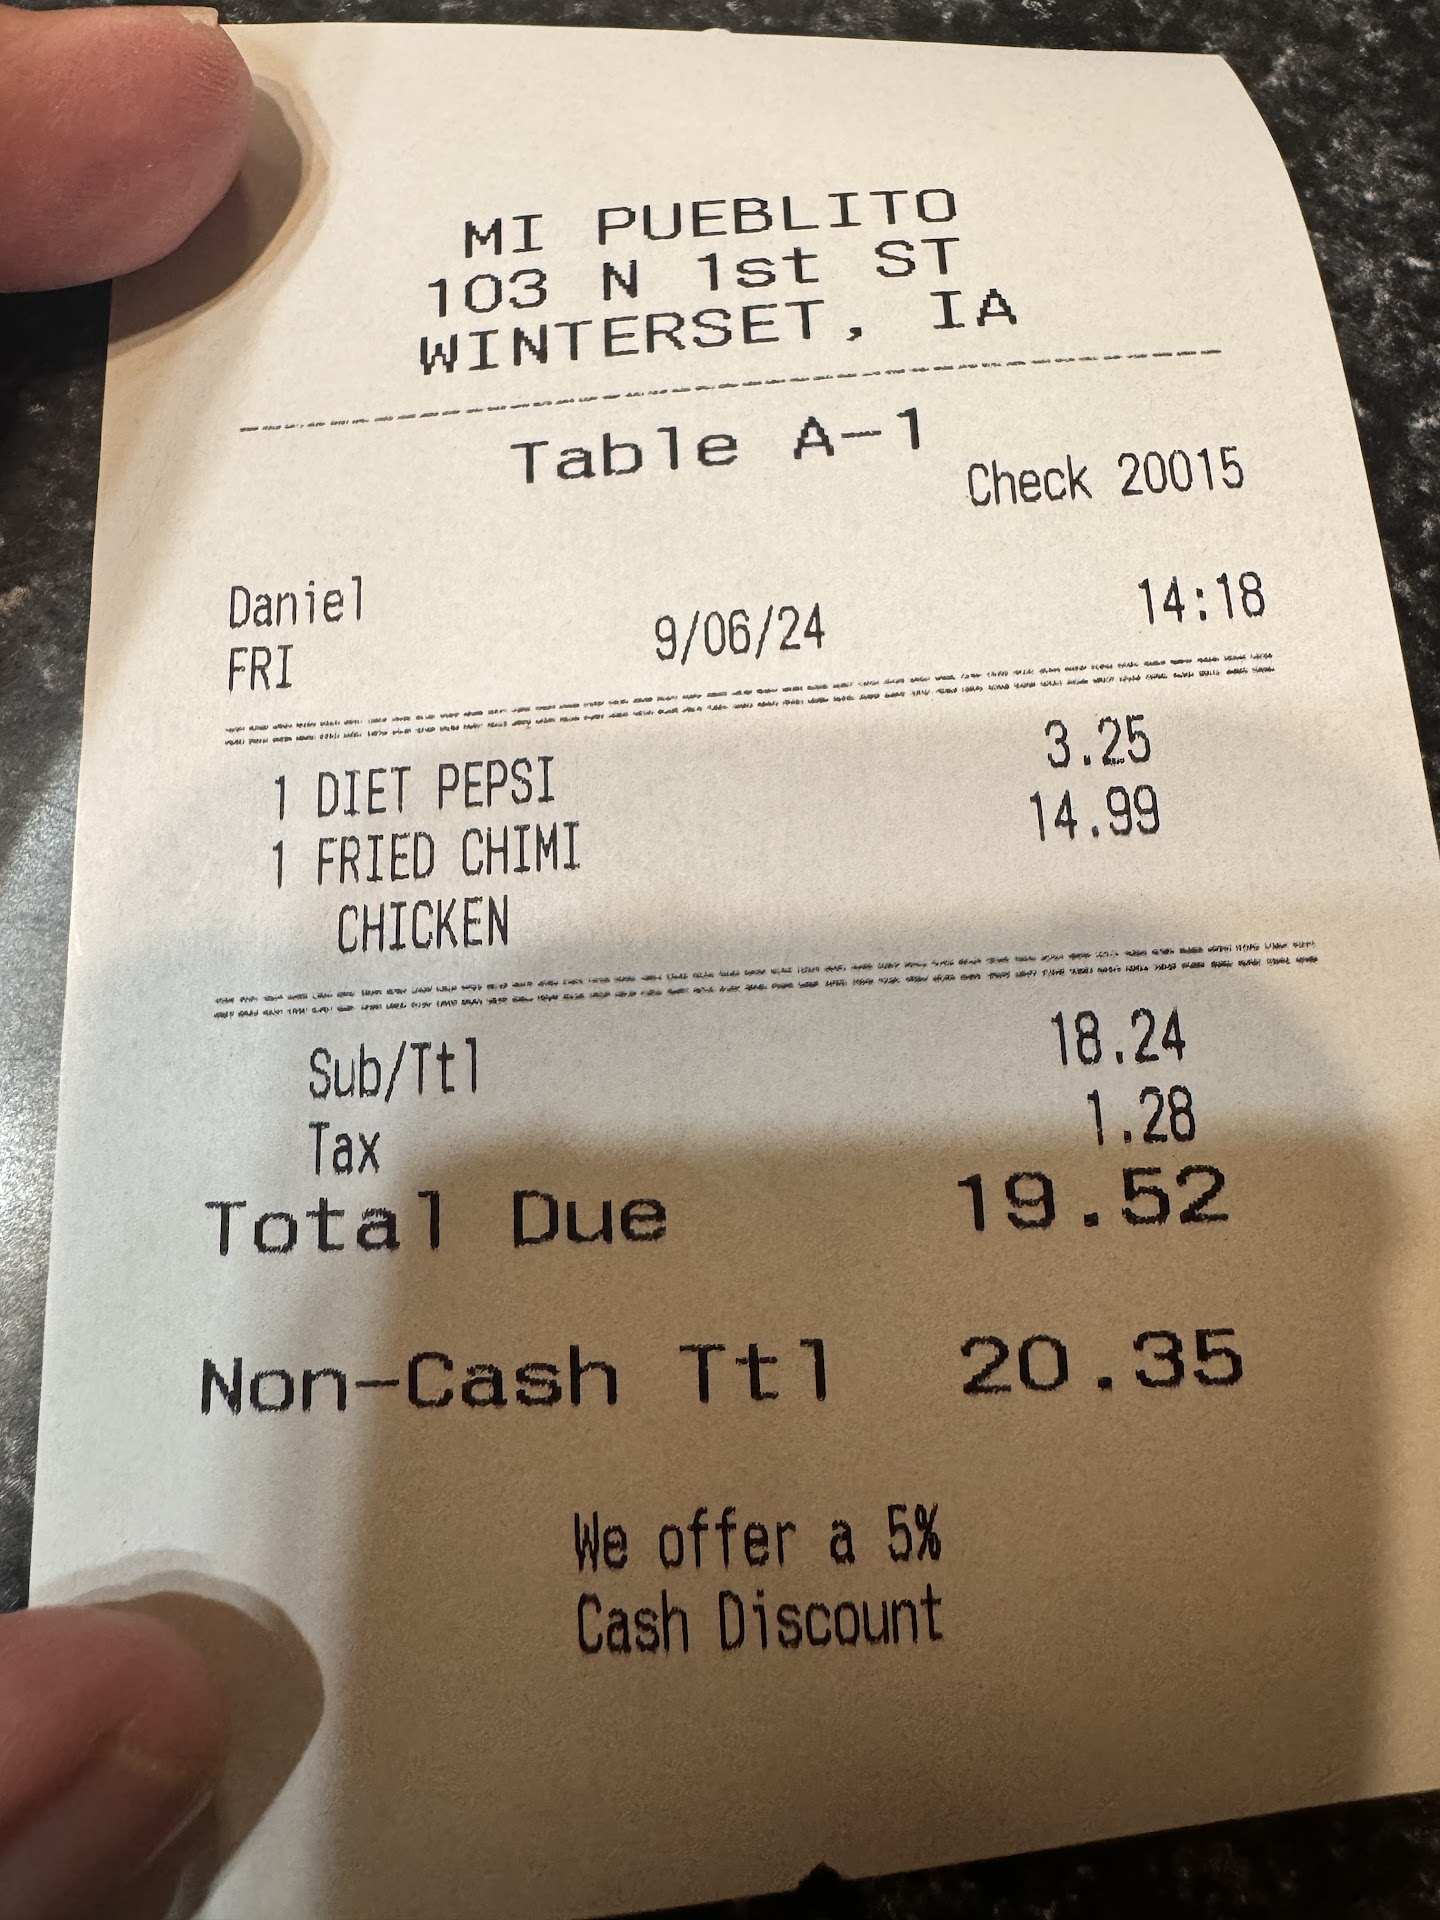 MI PUEBLITO
103 N 1st ST
WINTERSET, IA
Table A-1
Check 20015
Daniel
FRI 9/06/24 14:18
1 DIET PEPSI 3.25
1 FRIED CHIMI 14.99
CHICKEN
Sub/Ttl 18.24
Tax 1.28
Total Due 19.52
Non-Cash Ttl 20.35
We offer a 5%
Cash Discount